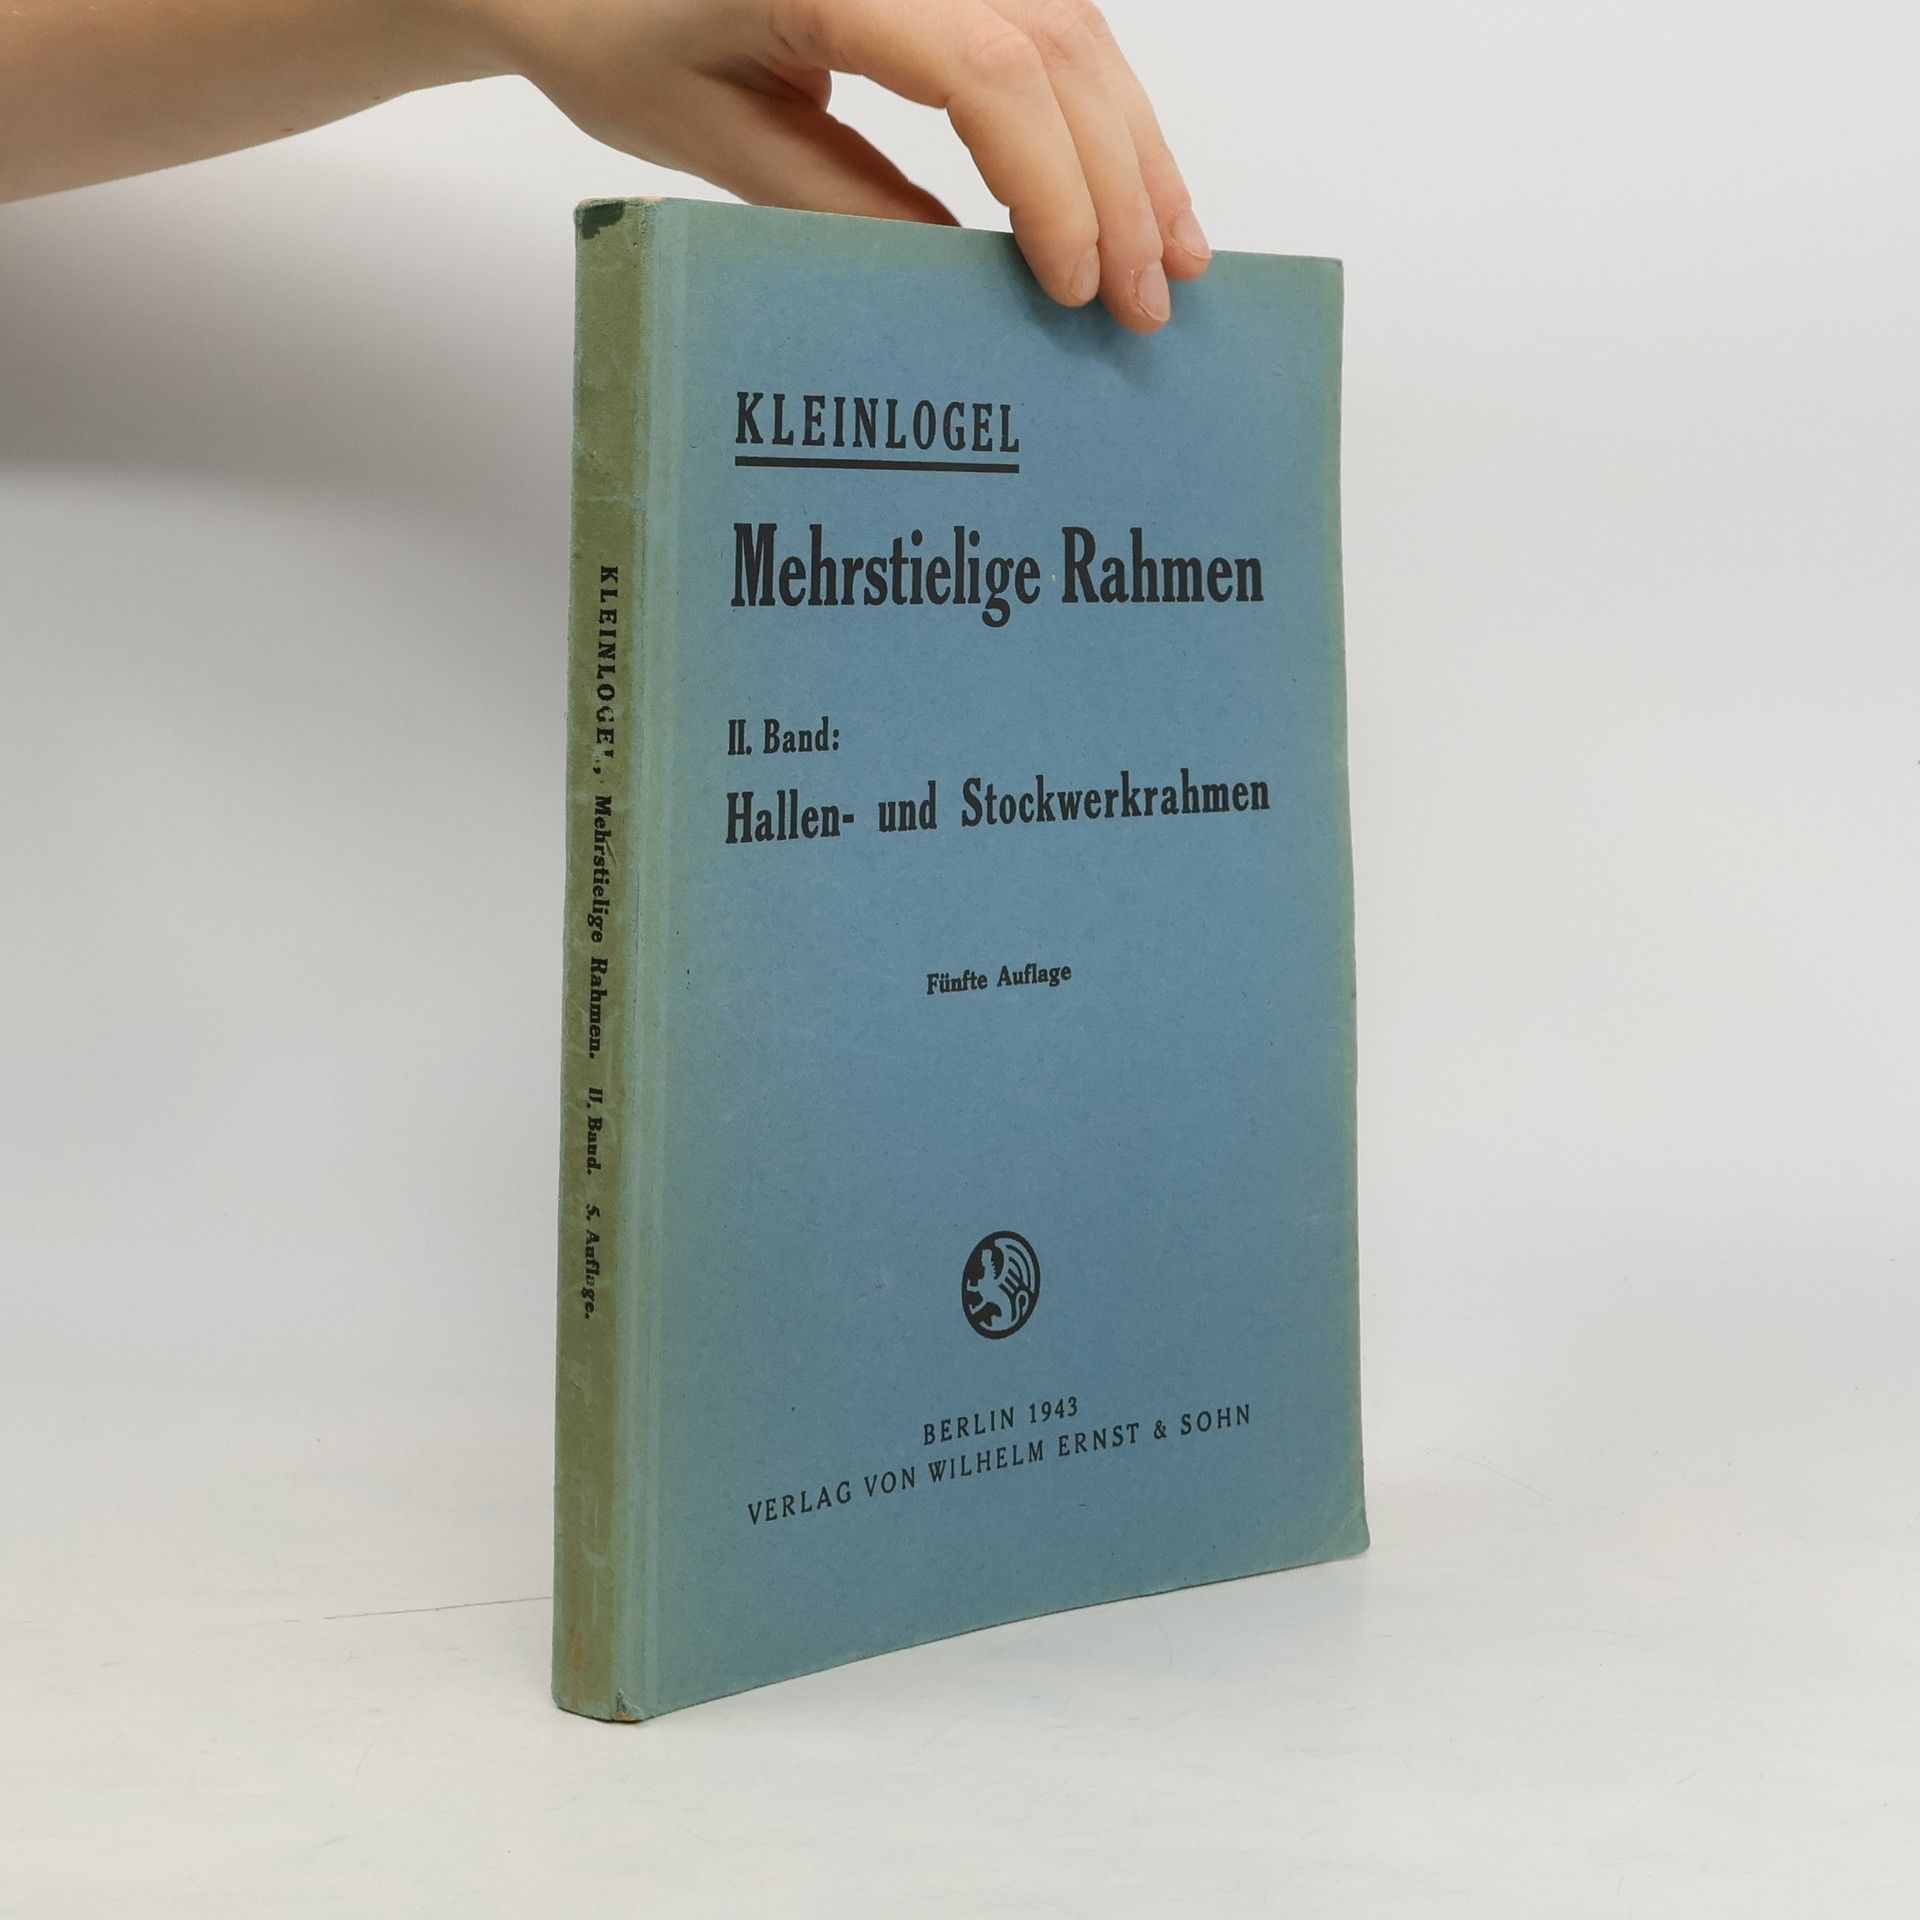 KLEINLOGEL
Mehrstielige Rahmen
II. Band:
Hallen- und Stockwerkrahmen
Fünfte Auflage
BERLIN 1943
VERLAG VON WILHELM ERNST & SOHN
KLEINLOGEL, Mehrstielige Rahmen. II. Band. 5. Auflage.